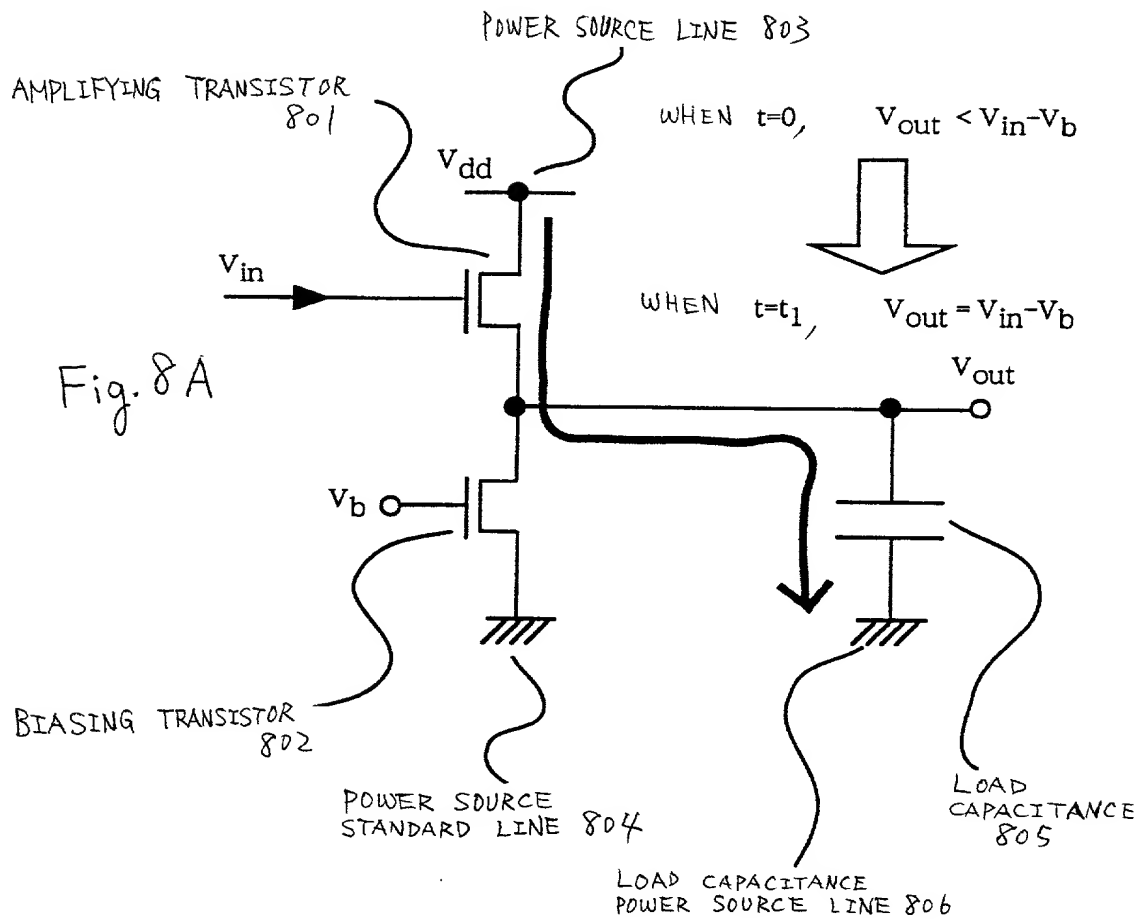 POWER SOURCE LINE 803
AMPLIFYING TRANSISTOR
801
WHEN t=0, Vout < Vin-Vb
Vdd
Vin
WHEN t=t1, Vout = Vin-Vb
Vout
Fig. 8A
Vb
BIASING TRANSISTOR
802
POWER SOURCE
STANDARD LINE 804
LOAD
CAPACITANCE
805
LOAD CAPACITANCE
POWER SOURCE LINE 806